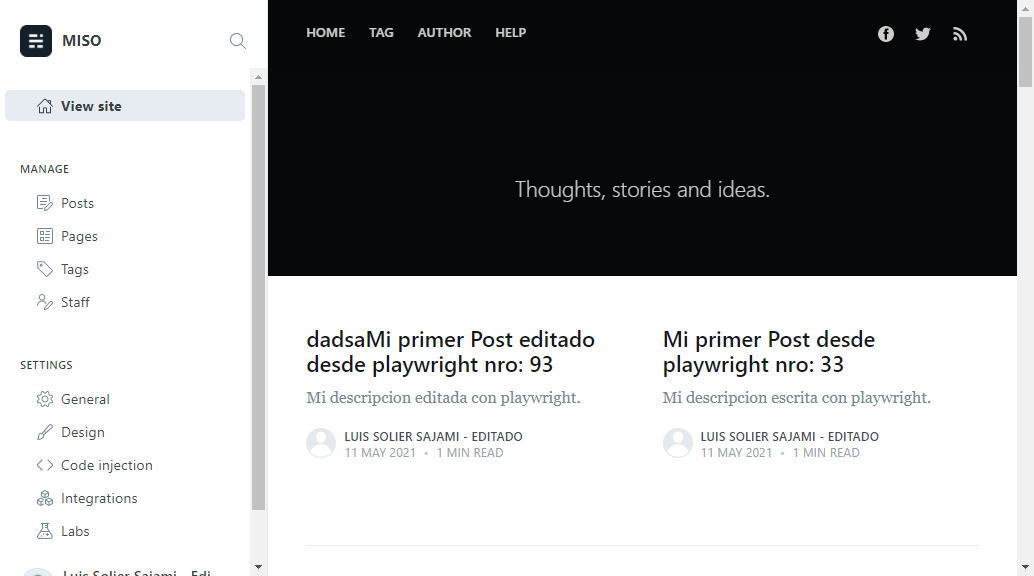 MISO
View site
MANAGE
Posts
Pages
Tags
Staff
SETTINGS
General
Design
Code injection
Integrations
Labs
Luis Solier Sajami - Edi
HOME TAG AUTHOR HELP
Thoughts, stories and ideas.
dadsaMi primer Post editado
desde playwright nro: 93
Mi descripcion editada con playwright.
LUIS SOLIER SAJAMI - EDITADO
11 MAY 2021 • 1 MIN READ
Mi primer Post desde
playwright nro: 33
Mi descripcion escrita con playwright.
LUIS SOLIER SAJAMI - EDITADO
11 MAY 2021 • 1 MIN READ